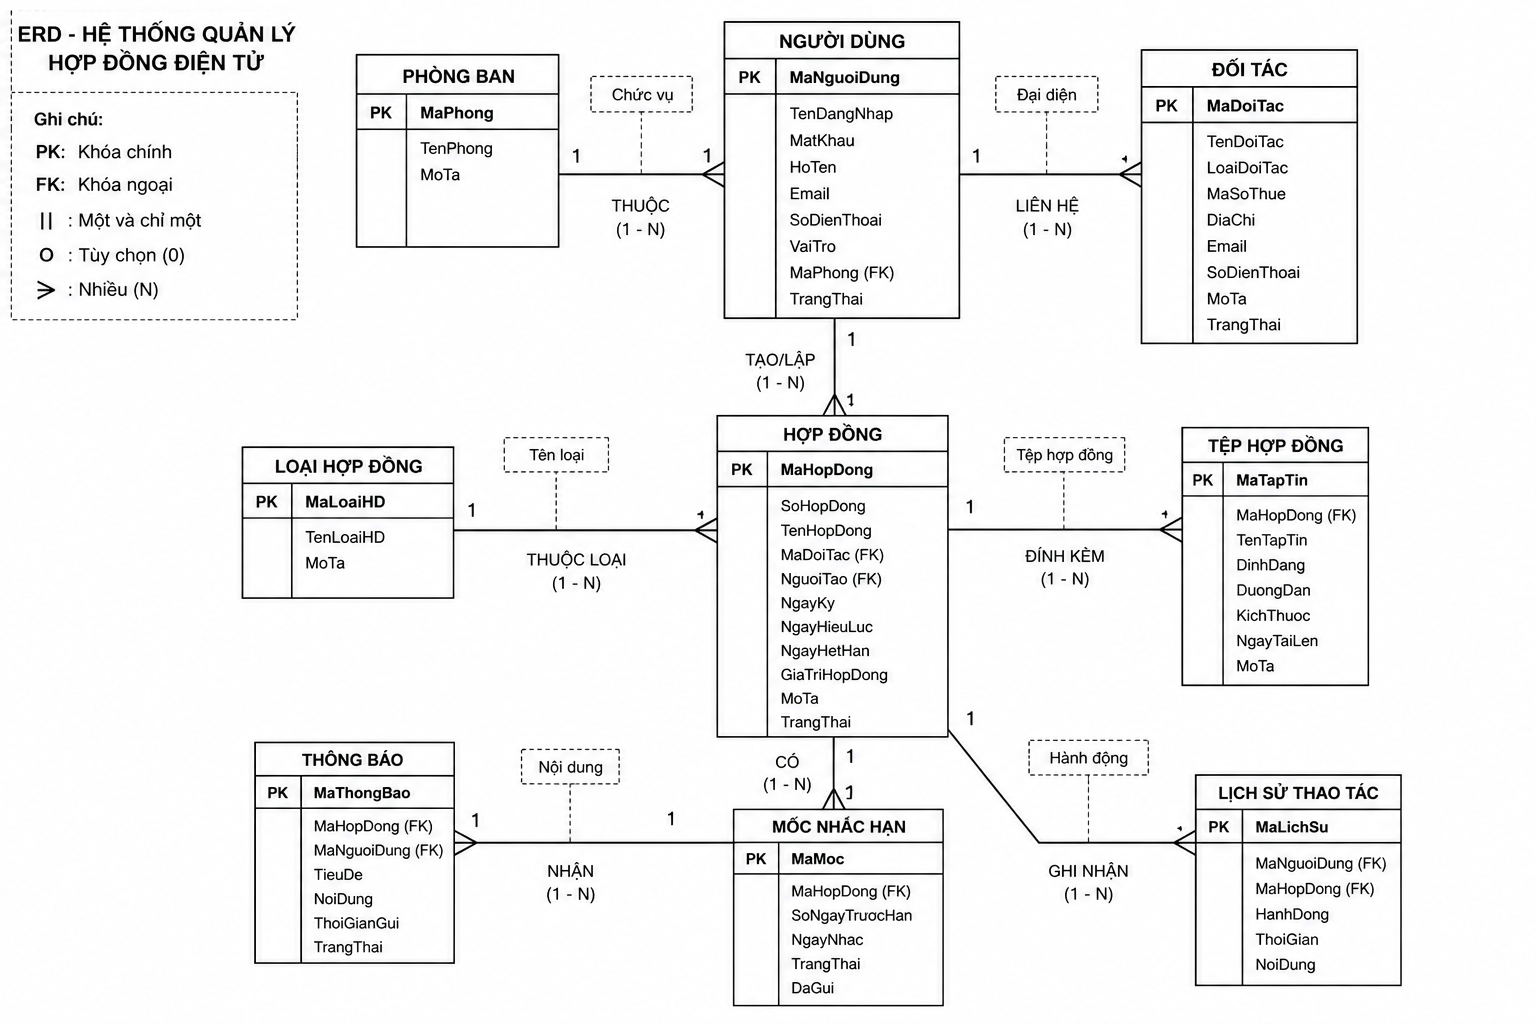 ERD - HỆ THỐNG QUẢN LÝ
HỢP ĐỒNG ĐIỆN TỬ
Ghi chú:
PK: Khóa chính
FK: Khóa ngoại
|| : Một và chỉ một
O : Tùy chọn (0)
: Nhiều (N)
PHÒNG BAN
PK MaPhong
TenPhong
MoTa
Chức vụ
1
1
THUỘC
(1 - N)
NGƯỜI DÙNG
PK MaNguoiDung
TenDangNhap
MatKhau
HoTen
Email
SoDienThoai
VaiTro
MaPhong (FK)
TrangThai
Đại diện
1
LIÊN HỆ
(1 - N)
ĐỐI TÁC
PK MaDoiTac
TenDoiTac
LoaiDoiTac
MaSoThue
DiaChi
Email
SoDienThoai
MoTa
TrangThai
1
TẠO/LẬP
(1 - N)
1
LOẠI HỢP ĐỒNG
PK MaLoaiHD
TenLoaiHD
MoTa
Tên loại
1
THUỘC LOẠI
(1 - N)
HỢP ĐỒNG
PK MaHopDong
SoHopDong
TenHopDong
MaDoiTac (FK)
NguoiTao (FK)
NgayKy
NgayHieuLuc
NgayHetHan
GiaTriHopDong
MoTa
TrangThai
Tệp hợp đồng
1
ĐÍNH KÈM
(1 - N)
TỆP HỢP ĐỒNG
PK MaTapTin
MaHopDong (FK)
TenTapTin
DinhDang
DuongDan
KichThuoc
NgayTaiLen
MoTa
THÔNG BÁO
PK MaThongBao
MaHopDong (FK)
MaNguoiDung (FK)
TieuDe
NoiDung
ThoiGianGui
TrangThai
Nội dung
1
1
NHẬN
(1 - N)
CÓ
(1 - N)
1
1
MỐC NHẮC HẠN
PK MaMoc
MaHopDong (FK)
SoNgayTrươcHan
NgayNhac
TrangThai
DaGui
1
Hành động
GHI NHẬN
(1 - N)
LỊCH SỬ THAO TÁC
PK MaLichSu
MaNguoiDung (FK)
MaHopDong (FK)
HanhDong
ThoiGian
NoiDung